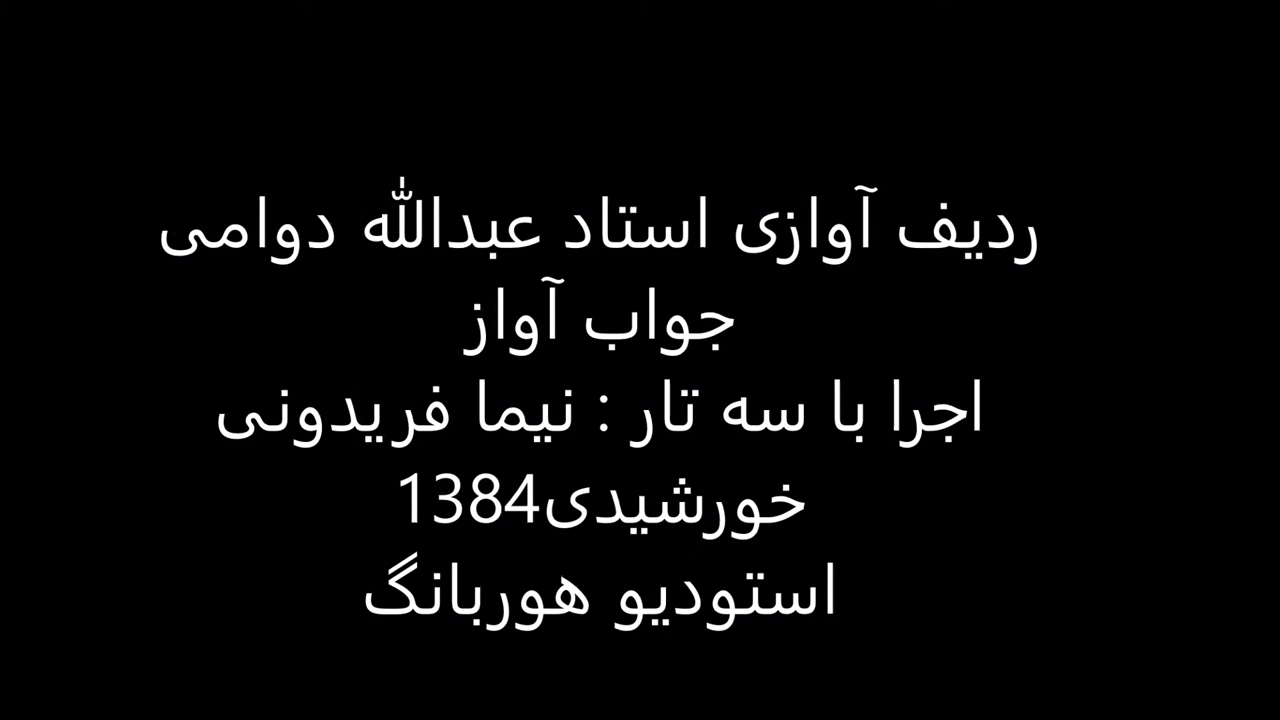 ردیف آوازی استاد عبدالله دوامی
جواب آواز
اجرا با سه تار : نیما فریدونی
خورشیدی1384
استودیو هوربانگ